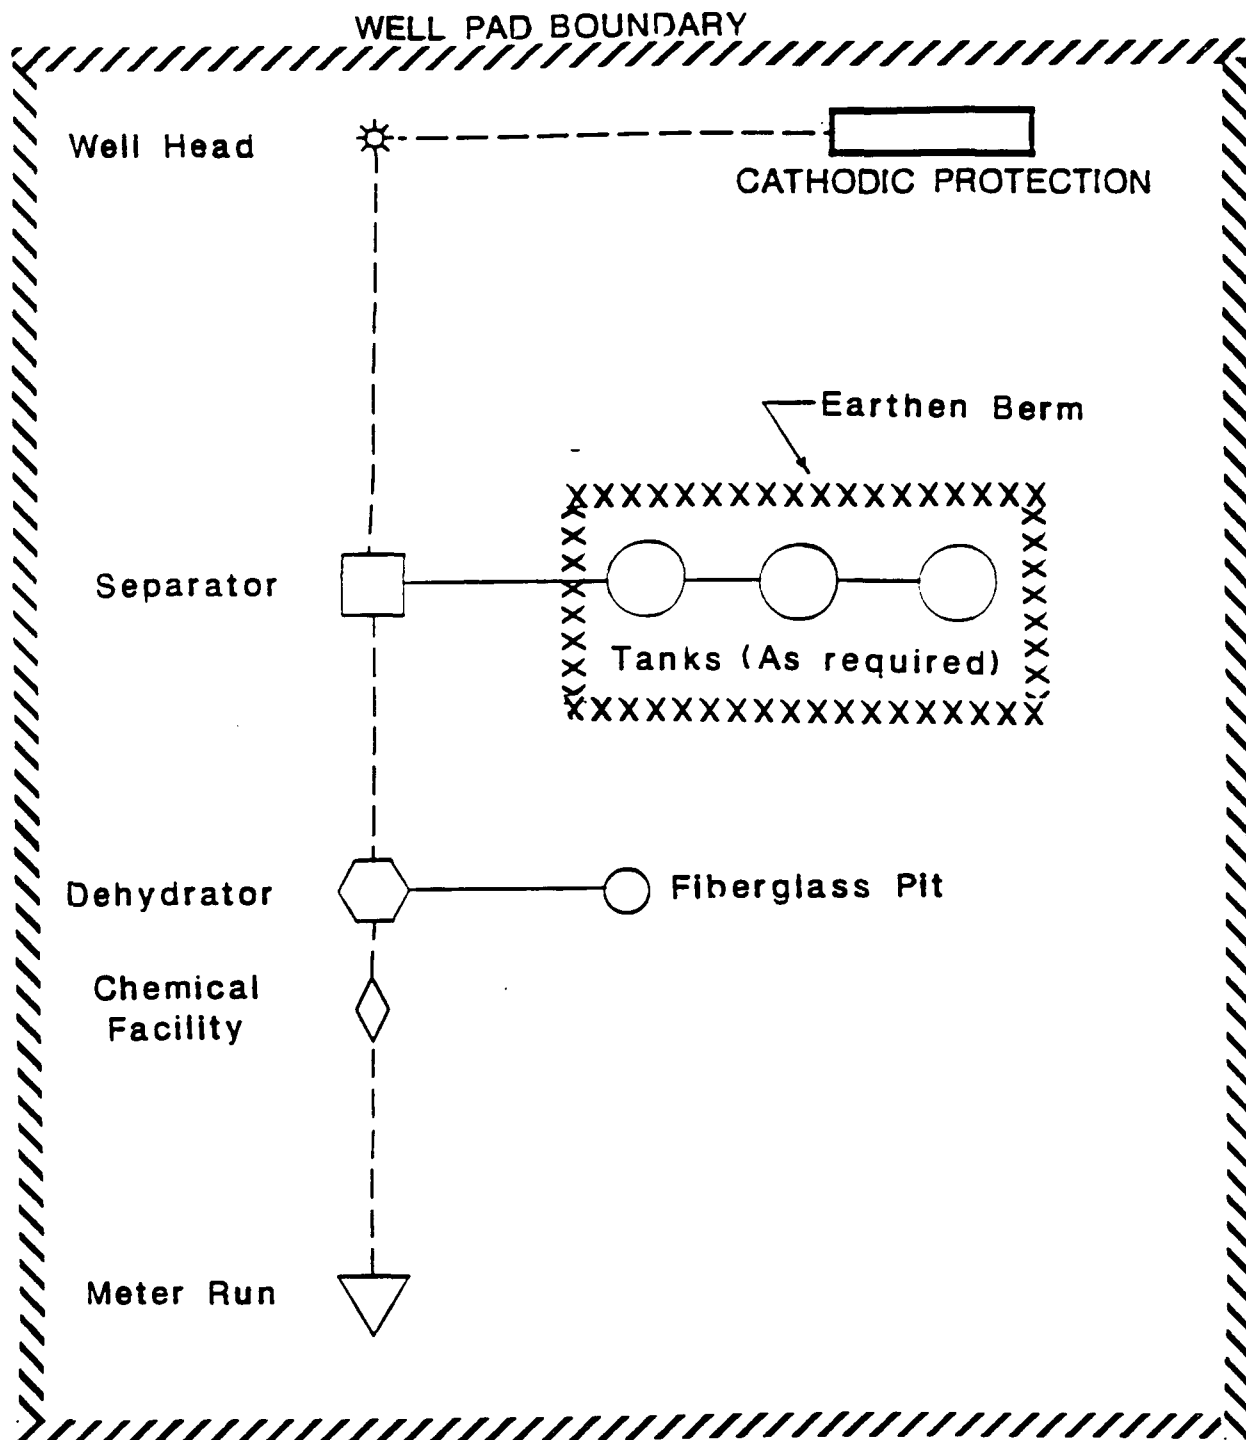 WELL PAD BOUNDARY
Well Head
CATHODIC PROTECTION
Earthen Berm
Separator
Tanks (As required)
Dehydrator
Fiberglass Pit
Chemical
Facility
Meter Run